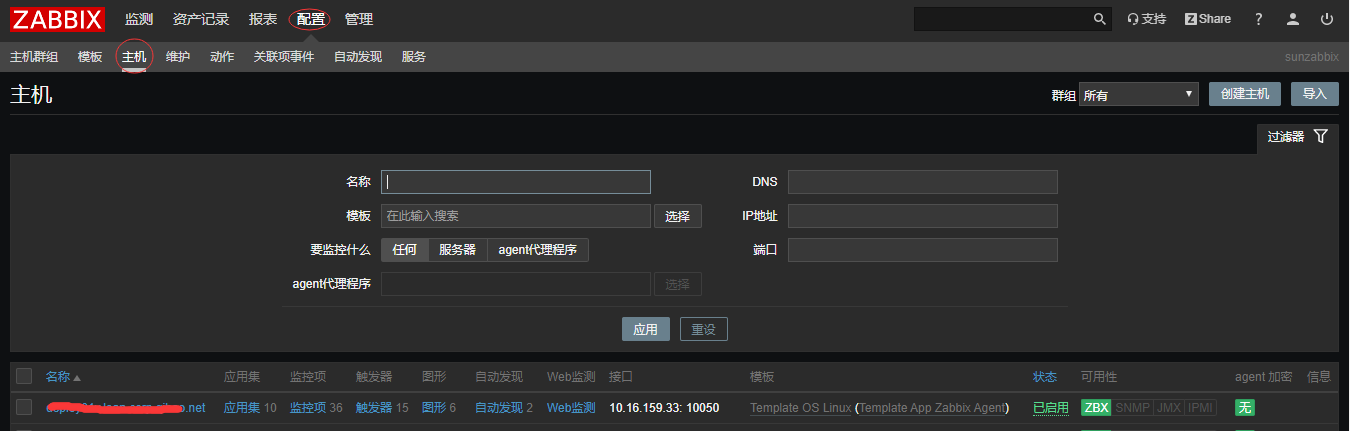 ZABBIX 监测 资产记录 报表 配置 管理 支持 Z Share ?
主机群组 模板 主机 维护 动作 关联项事件 自动发现 服务 sunzabbix
主机 群组 所有 创建主机 导入
过滤器
名称 DNS
模板 在此输入搜索 选择 IP地址
要监控什么 任何 服务器 agent代理程序 端口
agent代理程序 选择
应用 重设
名称 应用集 监控项 触发器 图形 自动发现 Web监测 接口 模板 状态 可用性 agent 加密 信息
.net 应用集 10 监控项 36 触发器 15 图形 6 自动发现 2 Web监测 10.16.159.33: 10050 Template OS Linux (Template App Zabbix Agent) 已启用 ZBX SNMP JMX IPMI 无